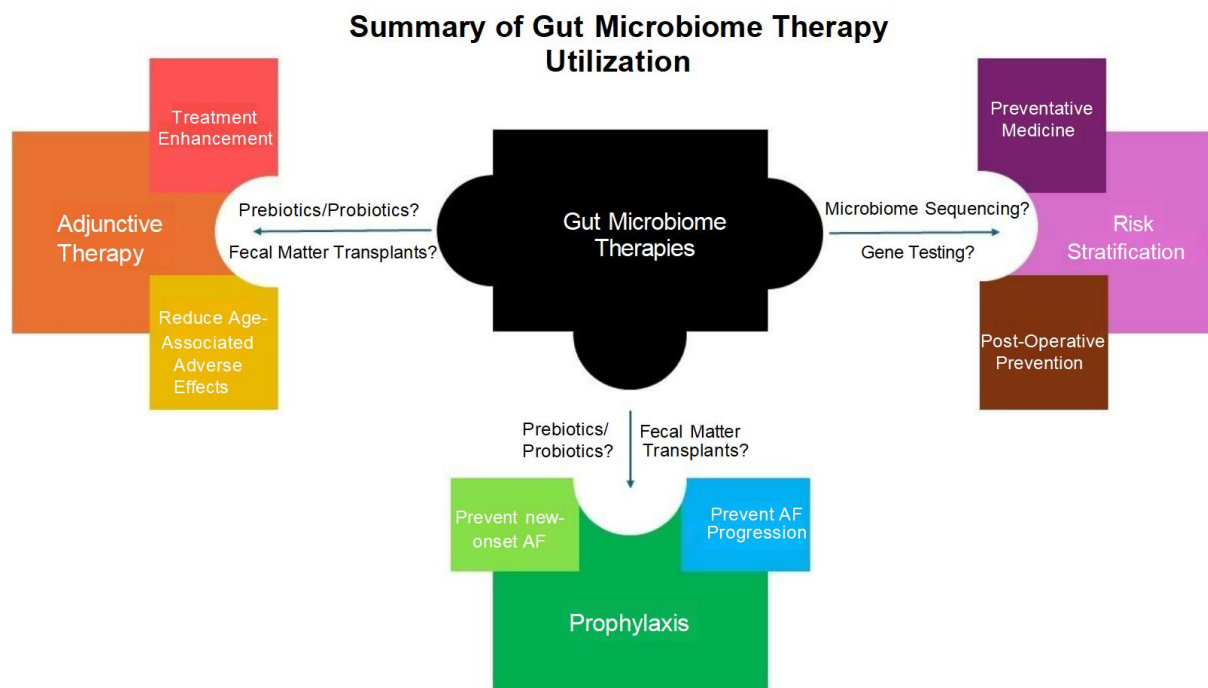 Summary of Gut Microbiome Therapy
Utilization
Treatment
Enhancement
Adjunctive
Therapy
Reduce Age-
Associated
Adverse
Effects
Prebiotics/Probiotics?
Fecal Matter Transplants?
Gut Microbiome
Therapies
Microbiome Sequencing?
Gene Testing?
Preventative
Medicine
Risk
Stratification
Post-Operative
Prevention
Prebiotics/
Probiotics?
Fecal Matter
Transplants?
Prevent new-
onset AF
Prevent AF
Progression
Prophylaxis